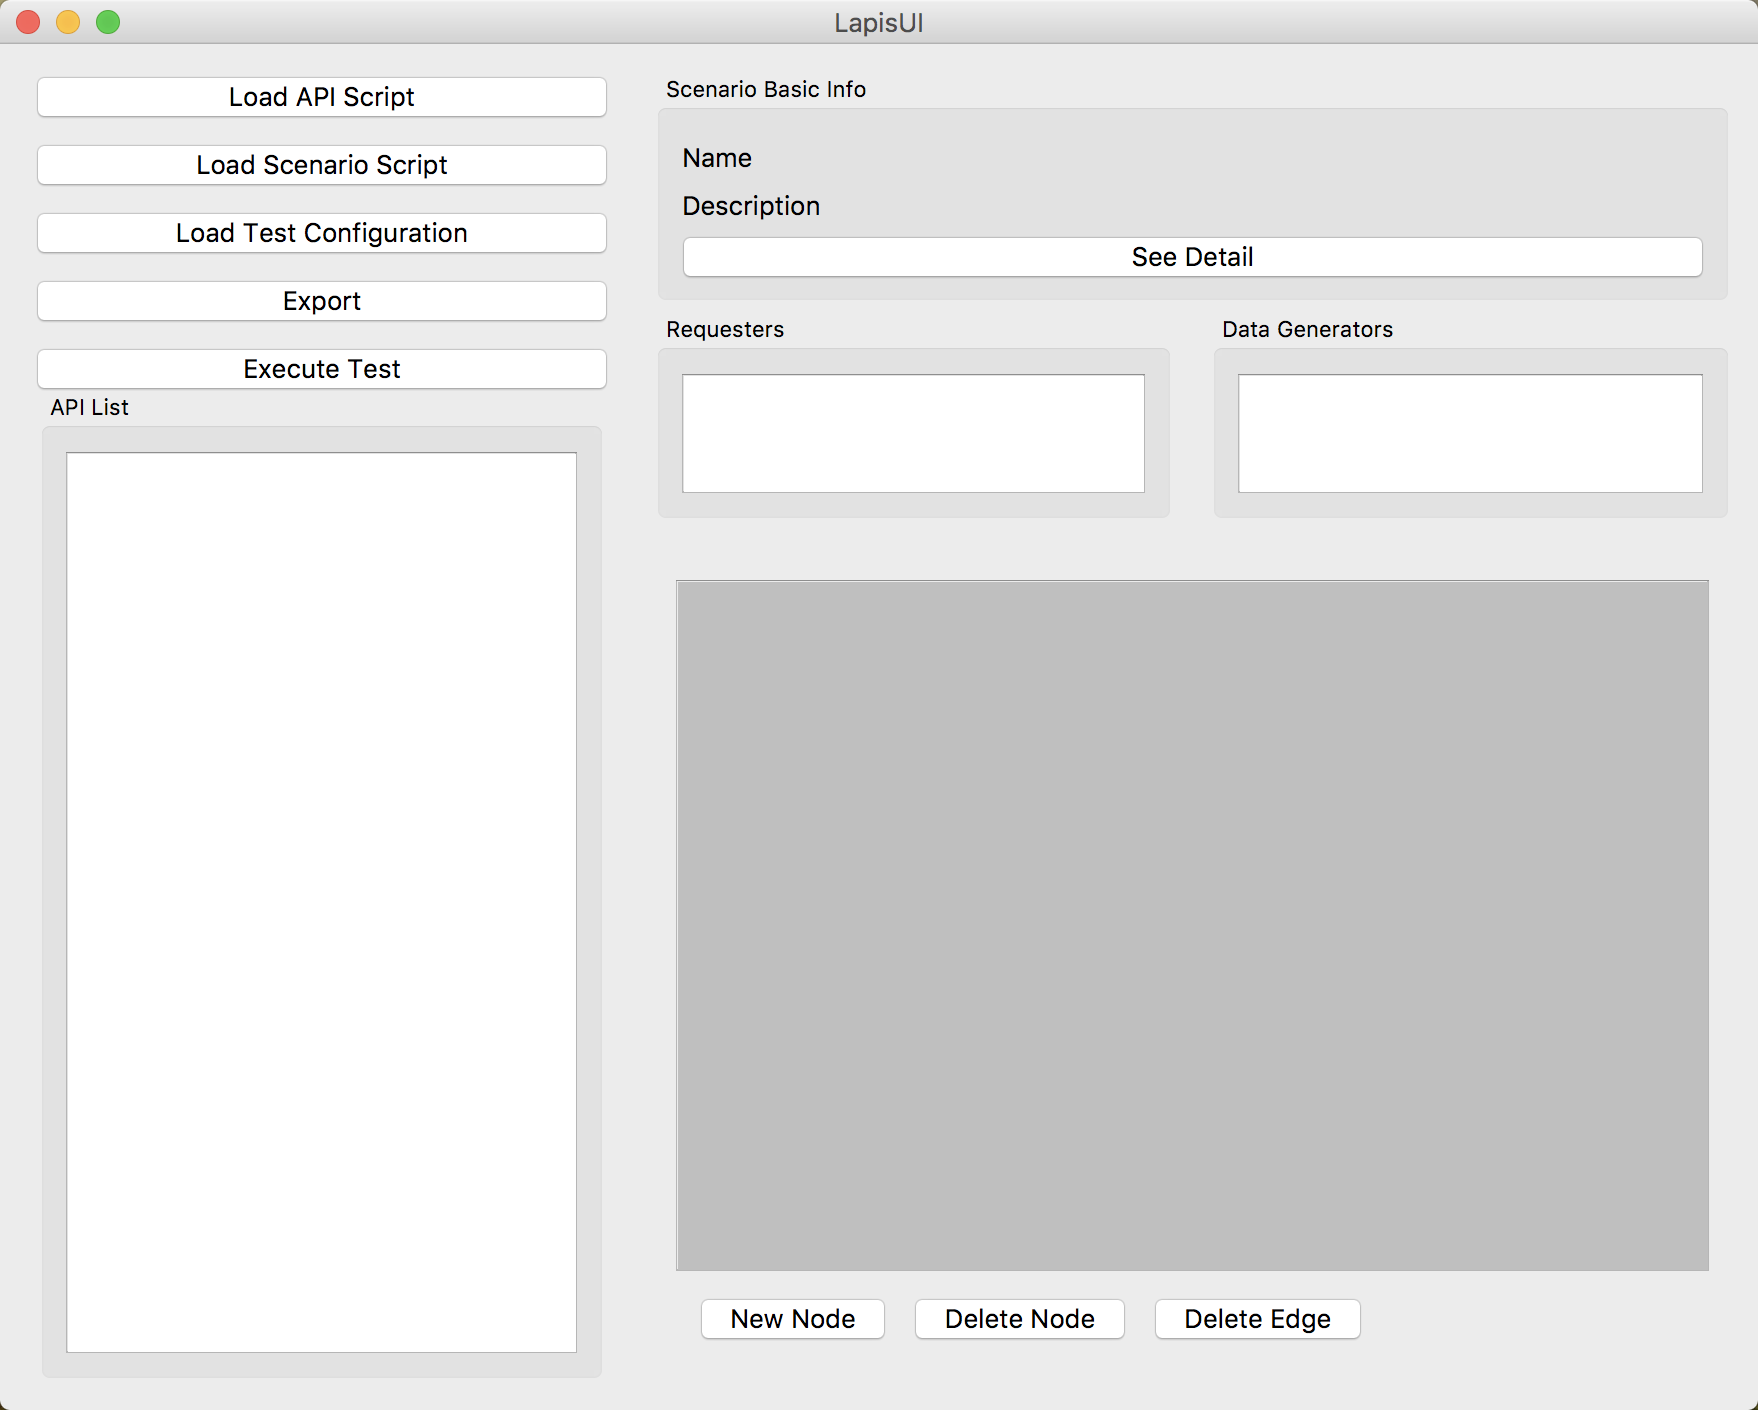 LapisUI
Load API Script
Load Scenario Script
Load Test Configuration
Export
Execute Test
API List
Scenario Basic Info
Name
Description
See Detail
Requesters
Data Generators
New Node
Delete Node
Delete Edge